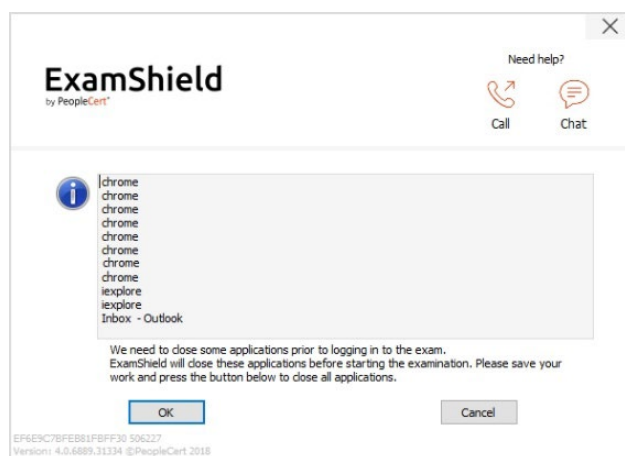 Need help?
ExamShield
by PeopleCert
Call
Chat
chrome
chrome
chrome
chrome
chrome
chrome
chrome
chrome
iexplore
iexplore
Inbox - Outlook
We need to close some applications prior to logging in to the exam.
ExamShield will close these applications before starting the examination. Please save your
work and press the button below to close all applications.
OK
Cancel
EF6E9C7BFEB81FBFF30 506227
Version: 4.0.6889.31334 ©PeopleCert 2018